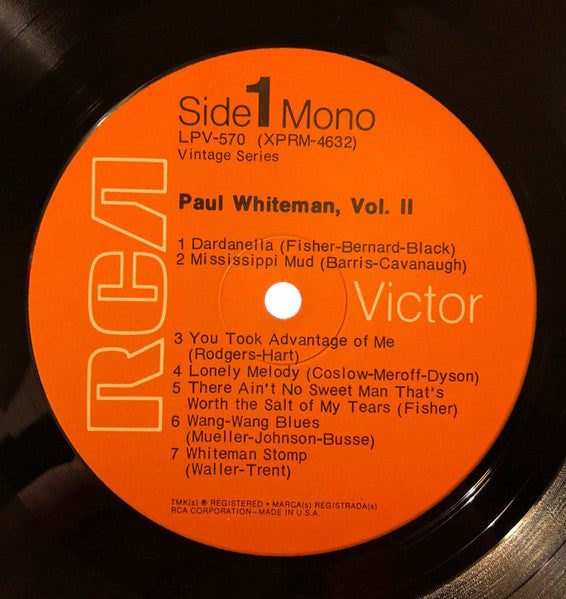 Side 1 Mono
LPV-570 (XPRM-4632)
Vintage Series
Paul Whiteman, Vol. II
1 Dardanella (Fisher-Bernard-Black)
2 Mississippi Mud (Barris-Cavanaugh)
RCA
Victor
3 You Took Advantage of Me
(Rodgers-Hart)
4 Lonely Melody (Coslow-Meroff-Dyson)
5 There Ain't No Sweet Man That's
Worth the Salt of My Tears (Fisher)
6 Wang-Wang Blues
(Mueller-Johnson-Busse)
7 Whiteman Stomp
(Waller-Trent)
TMK(s) ® REGISTERED • MARCA(s) REGISTRADA(s)
RCA CORPORATION—MADE IN U.S.A.